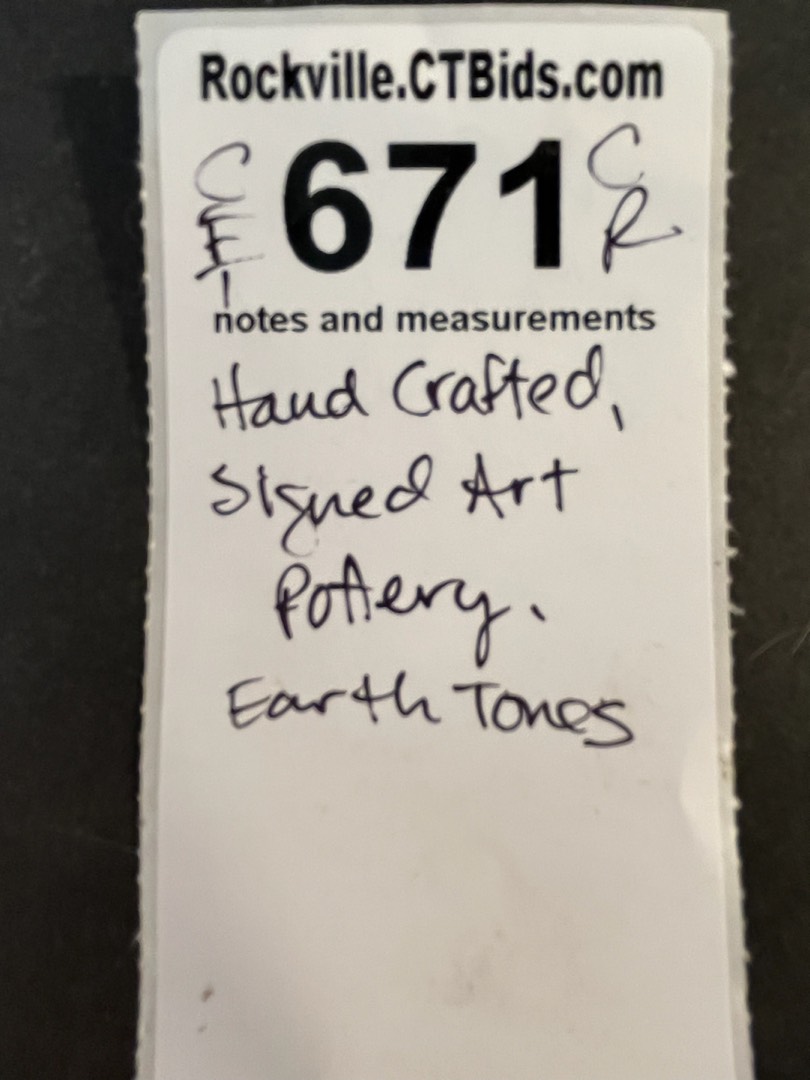 Rockville.CTBids.com
C 671 C
E R
notes and measurements
Hand Crafted,
Signed Art
Pottery.
Earth Tones